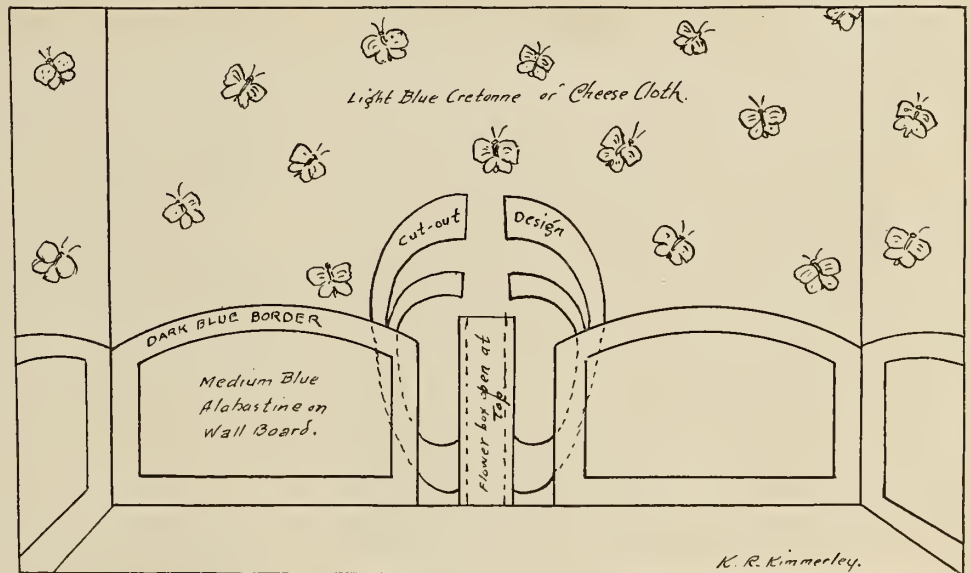 Light Blue Cretonne or Cheese Cloth.
Cut-out Design
DARK BLUE BORDER
Medium Blue
Alabastine on
Wall Board.
Flower box open at
top
K. R. Kimmerley.